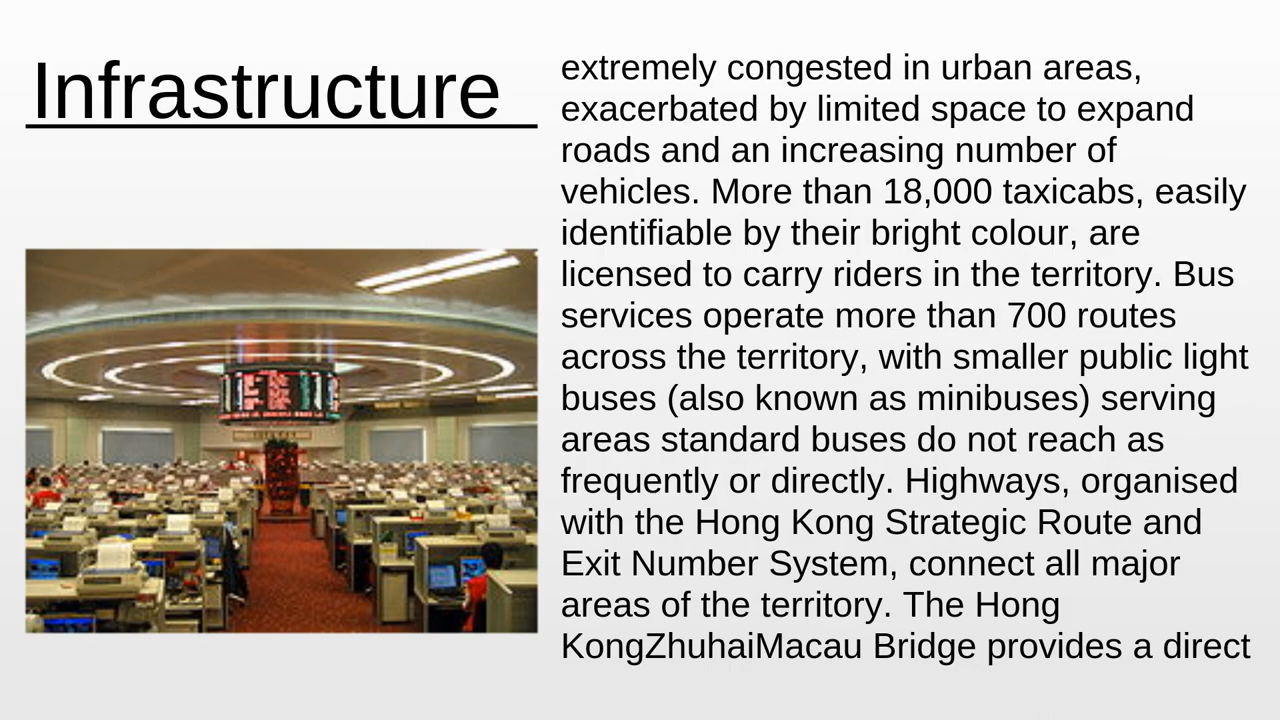 Infrastructure
extremely congested in urban areas,
exacerbated by limited space to expand
roads and an increasing number of
vehicles. More than 18,000 taxicabs, easily
identifiable by their bright colour, are
licensed to carry riders in the territory. Bus
services operate more than 700 routes
across the territory, with smaller public light
buses (also known as minibuses) serving
areas standard buses do not reach as
frequently or directly. Highways, organised
with the Hong Kong Strategic Route and
Exit Number System, connect all major
areas of the territory. The Hong
KongZhuhaiMacau Bridge provides a direct